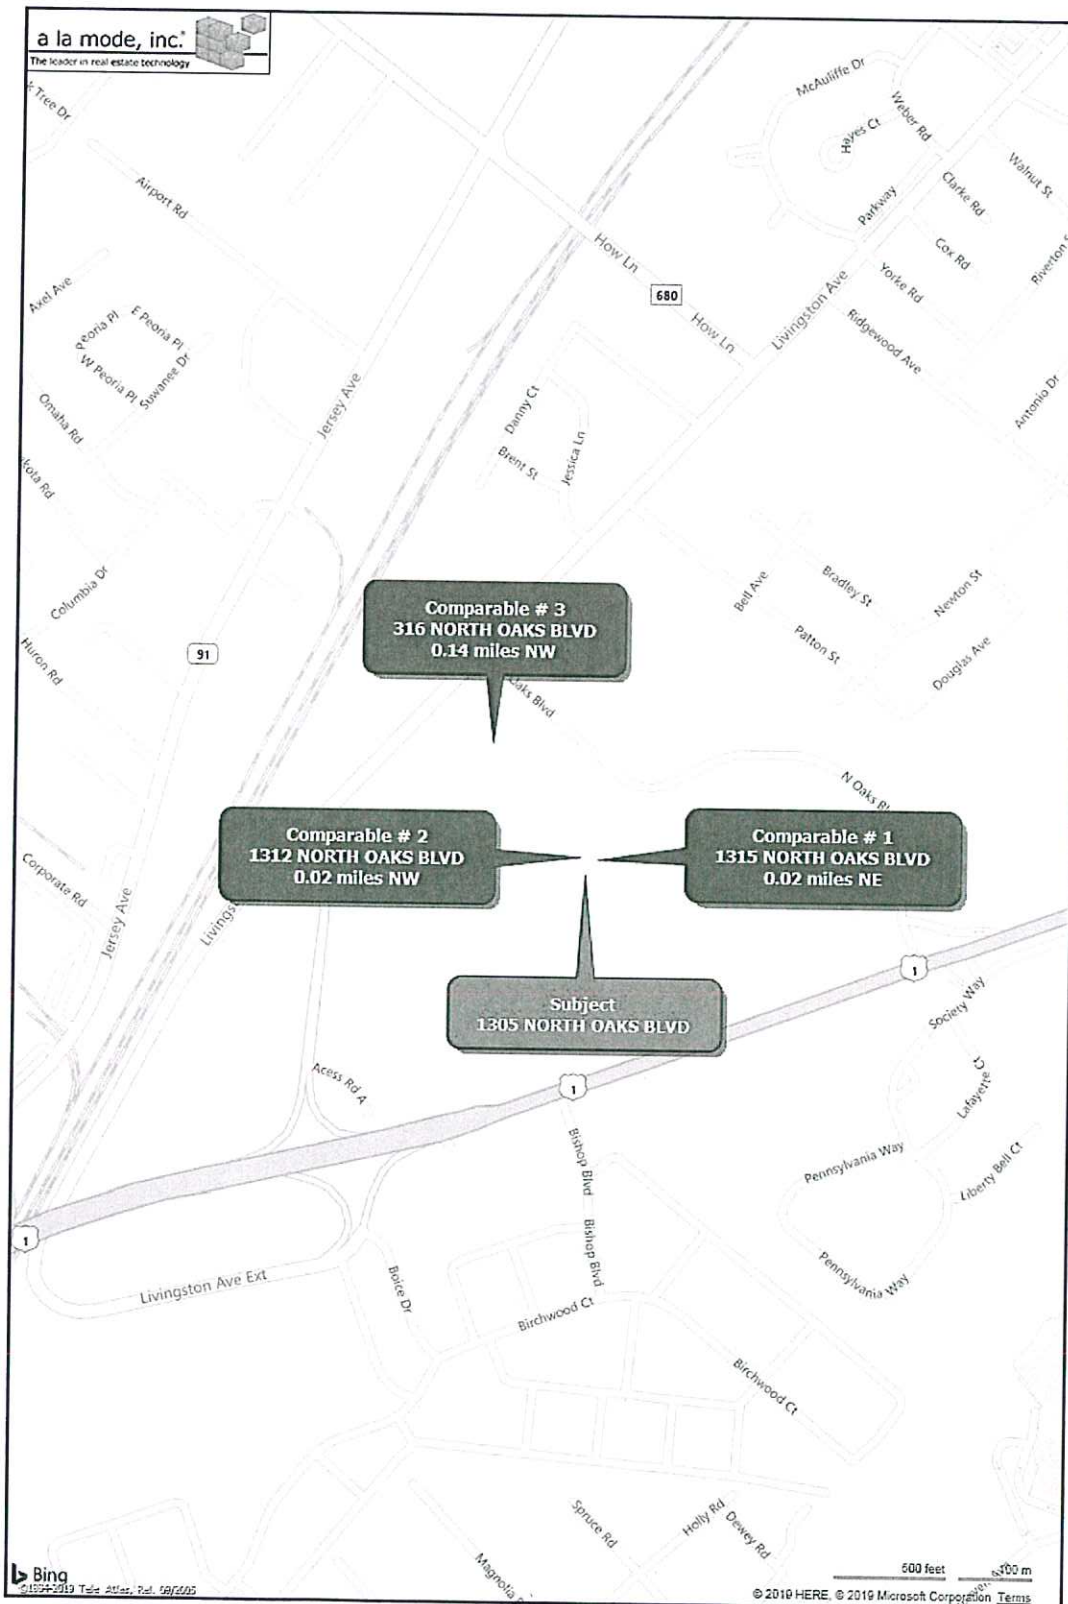 a la mode, inc.
The leader in real estate technology
Tree Dr
McAuliffe Dr
Weber Rd
Hayes Ct
Walnut St
Airport Rd
Clarke Rd
Parkway
Cox Rd
How Ln
Yorke Rd
Axel Ave
680
Livingston Ave
E Peoria Pl
How Ln
Ridgewood Ave
Peoria Pl
W Peoria Pl
Suwanee Dr
Jersey Ave
Danny Ct
Antonio Dr
Omaha Rd
Brent St
Jessica Ln
Columbia Dr
Bell Ave
Bradley St
Newton St
Patton St
Huron Rd
91
Douglas Ave
Comparable # 3
316 NORTH OAKS BLVD
0.14 miles NW
Oaks Blvd
N Oaks
Comparable # 2
1312 NORTH OAKS BLVD
0.02 miles NW
Comparable # 1
1315 NORTH OAKS BLVD
0.02 miles NE
Corporate Rd
Jersey Ave
1
Subject
1305 NORTH OAKS BLVD
Society Way
Acess Rd A
1
Lafayette Ct
Bishop Blvd
Pennsylvania Way
Liberty Bell Ct
1
Bishop Blvd
Livingston Ave Ext
Boice Dr
Pennsylvania Way
Birchwood Ct
Birchwood Ct
Spruce Rd
Holly Rd
Dewey Rd
Magnolia
Bing
500 feet
100 m
© 2019 HERE, © 2019 Microsoft Corporation Terms